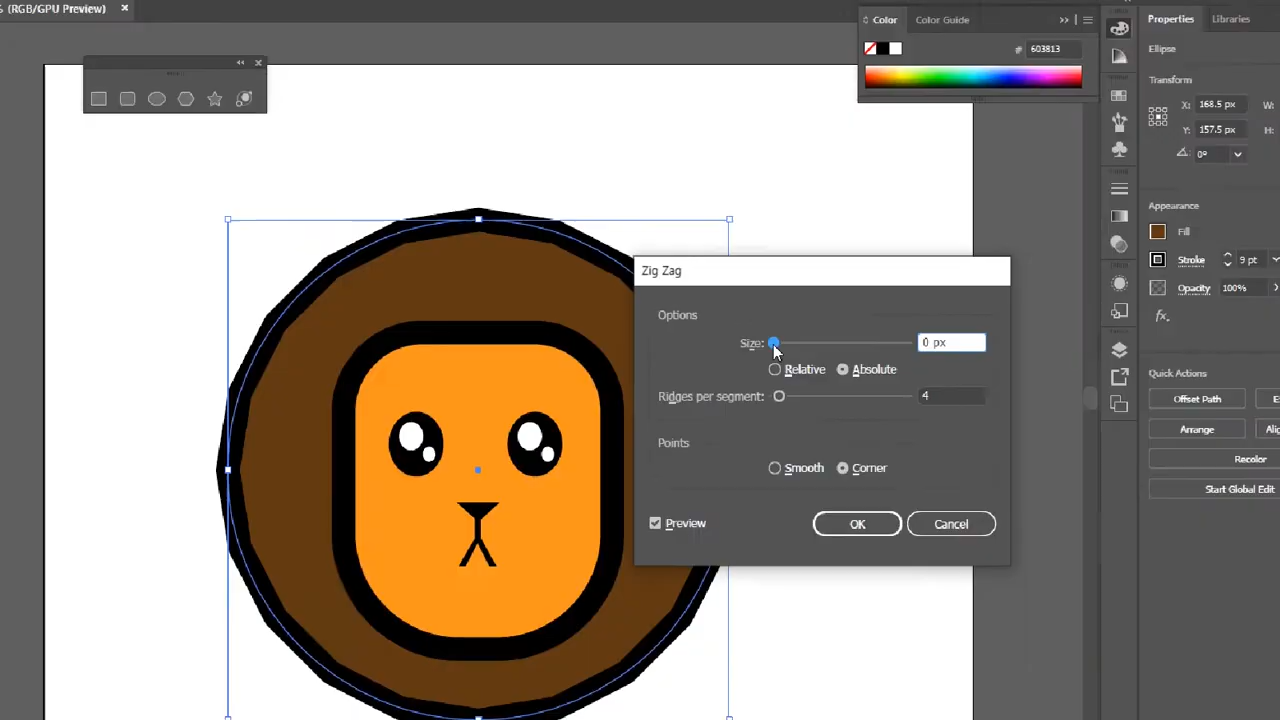 % (RGB/GPU Preview) ×
Color
Color Guide
Properties
Libraries
# 603813
Ellipse
Transform
X: 168.5 px
W:
Y: 157.5 px
H:
0°
Appearance
Fill
Stroke
9 pt
Opacity
100%
fx.
Quick Actions
Offset Path
Arrange
Recolor
Start Global Edit
Zig Zag
Options
Size:
0 px
Relative
Absolute
Ridges per segment:
4
Points
Smooth
Corner
Preview
OK
Cancel